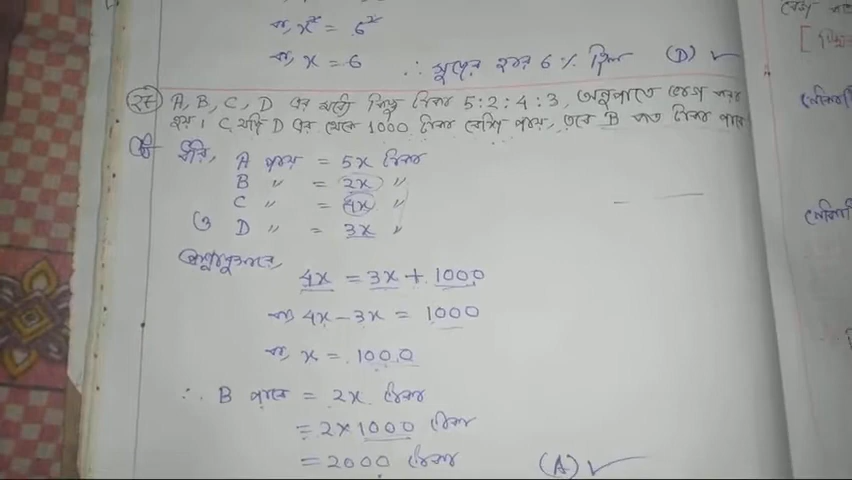 বা, x² = 6²
বা, x = 6 ∴ সুদের হার 6% ছিল (D) ✓
২৮ A, B, C, D এর মধ্যে কিছু টাকা 5:2:4:3, অনুপাতে ভাগ করা
হয়। C যদি D এর থেকে 1000 টাকা বেশি পায়, তবে B কত টাকা পাবে
ধরি, A পায় = 5x টাকা
B " = 2x "
C " = 4x "
ও D " = 3x "
প্রশ্নানুসারে,
4x = 3x + 1000
বা, 4x - 3x = 1000
বা, x = 1000
∴ B পাবে = 2x টাকা
= 2×1000 টাকা
= 2000 টাকা (A) ✓